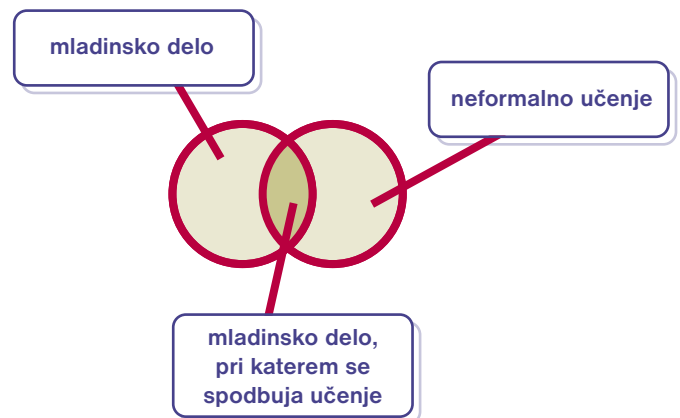 mladinsko delo
neformalno učenje
mladinsko delo,
pri katerem se
spodbuja učenje